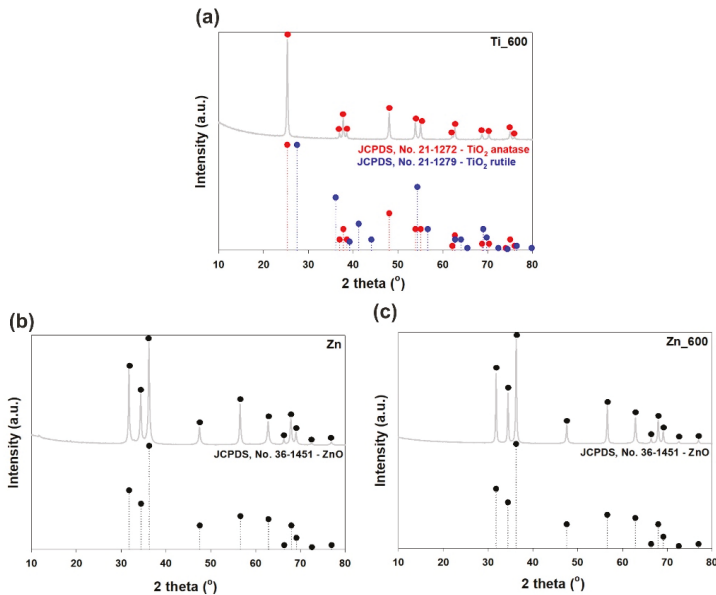 (a)
Ti_600
Intensity (a.u.)
JCPDS, No. 21-1272 - TiO2 anatase
JCPDS, No. 21-1279 - TiO2 rutile
10 20 30 40 50 60 70 80
2 theta (o)
(b)
Zn
Intensity (a.u.)
JCPDS, No. 36-1451 - ZnO
10 20 30 40 50 60 70 80
2 theta (o)
(c)
Zn_600
Intensity (a.u.)
JCPDS, No. 36-1451 - ZnO
10 20 30 40 50 60 70 80
2 theta (o)